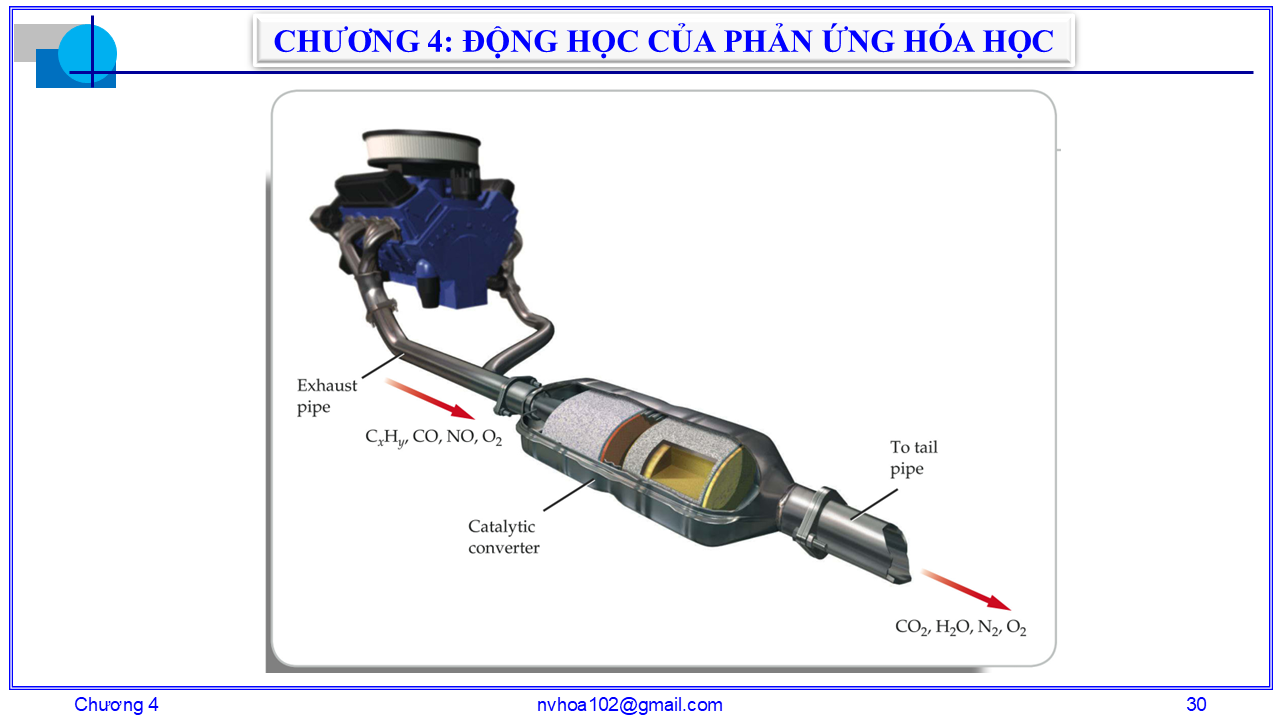 CHƯƠNG 4: ĐỘNG HỌC CỦA PHẢN ỨNG HÓA HỌC
Exhaust
pipe
CₓHᵧ, CO, NO, O₂
To tail
pipe
Catalytic
converter
CO₂, H₂O, N₂, O₂
Chương 4
nvhoa102@gmail.com
30